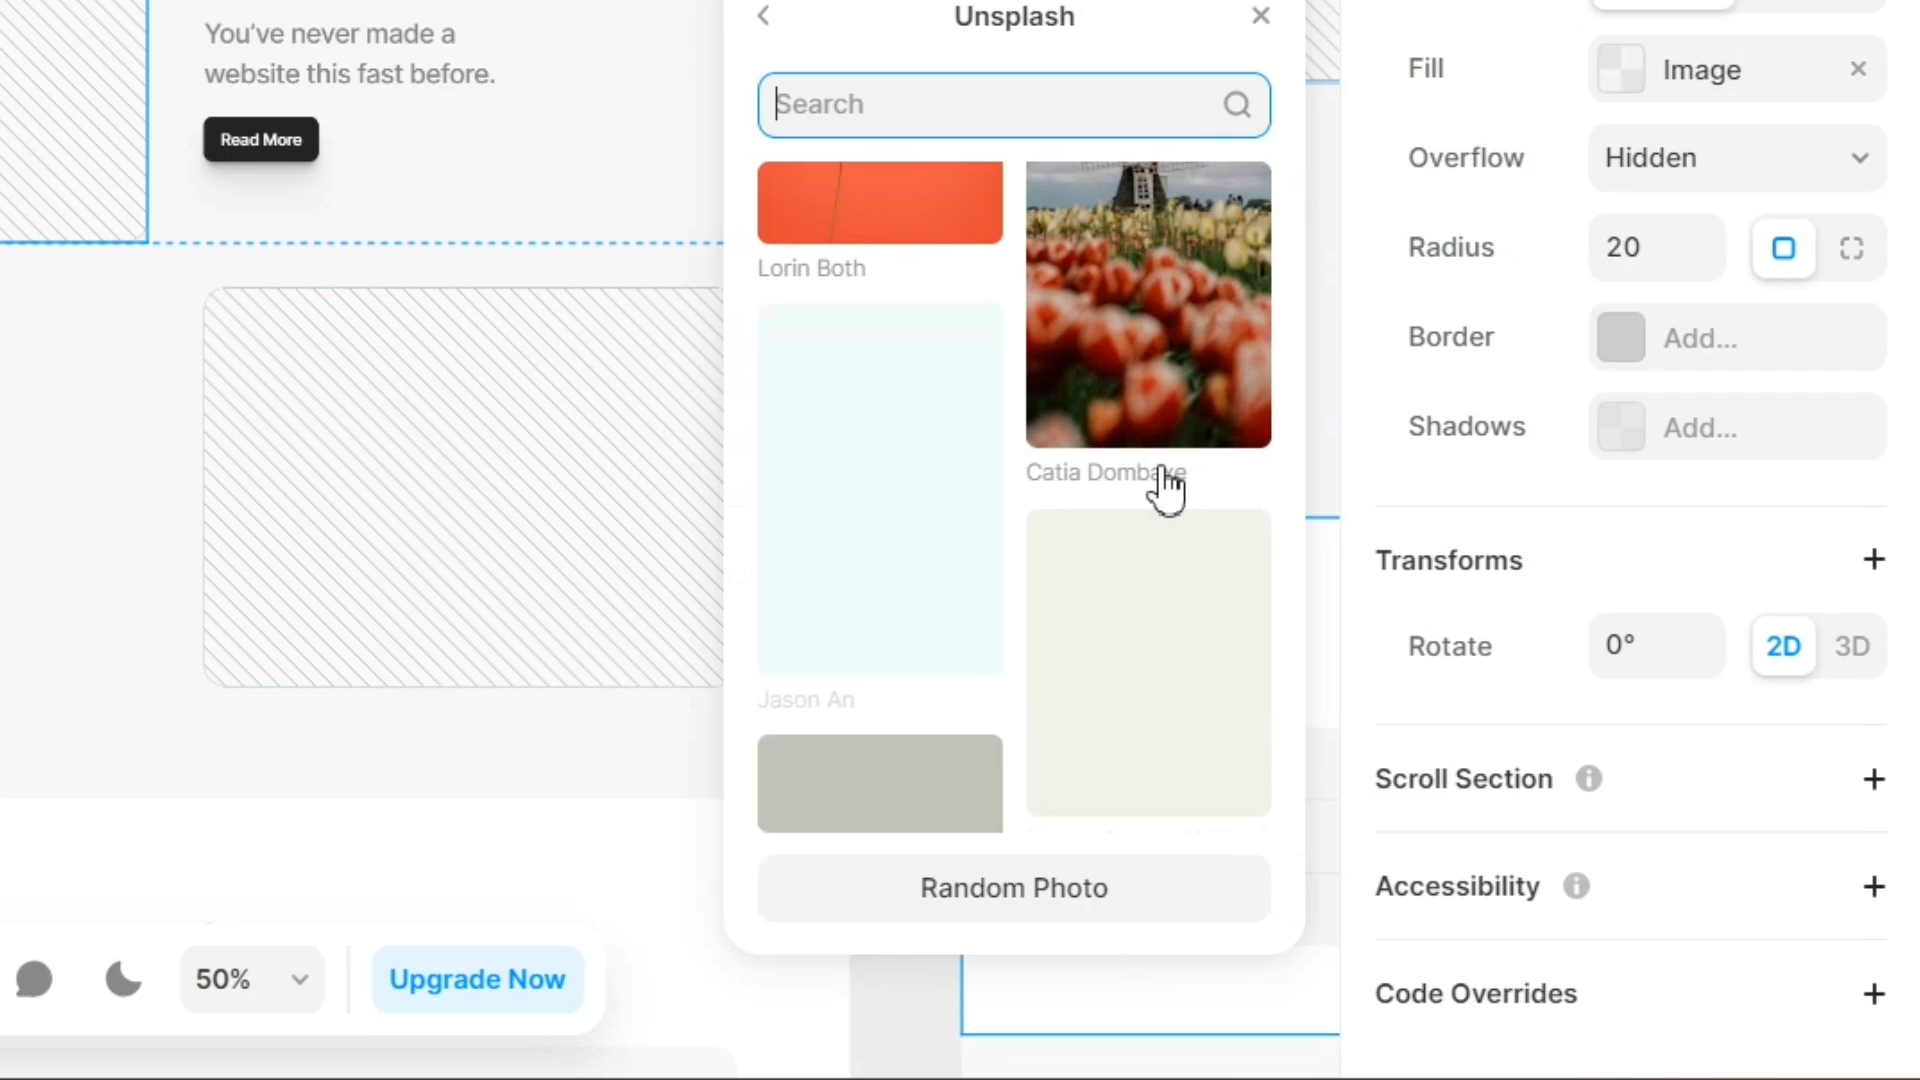 You've never made a
website this fast before.
Read More
50%
Upgrade Now
Unsplash
Search
Lorin Both
Catia
Jason An
Random Photo
Fill
Image
Overflow
Hidden
Radius
20
Border
Add...
Shadows
Add...
Transforms
Rotate
0°
2D
3D
Scroll Section
Accessibility
Code Overrides